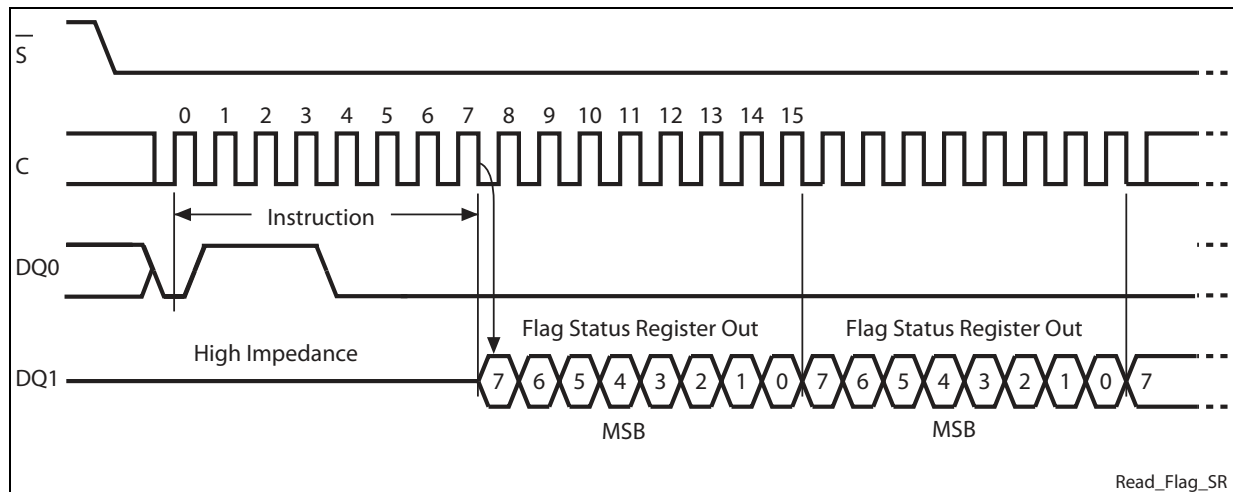 S
0 1 2 3 4 5 6 7 8 9 10 11 12 13 14 15
C
Instruction
DQ0
Flag Status Register Out Flag Status Register Out
High Impedance
DQ1 7 6 5 4 3 2 1 0 7 6 5 4 3 2 1 0 7
MSB MSB
Read_Flag_SR